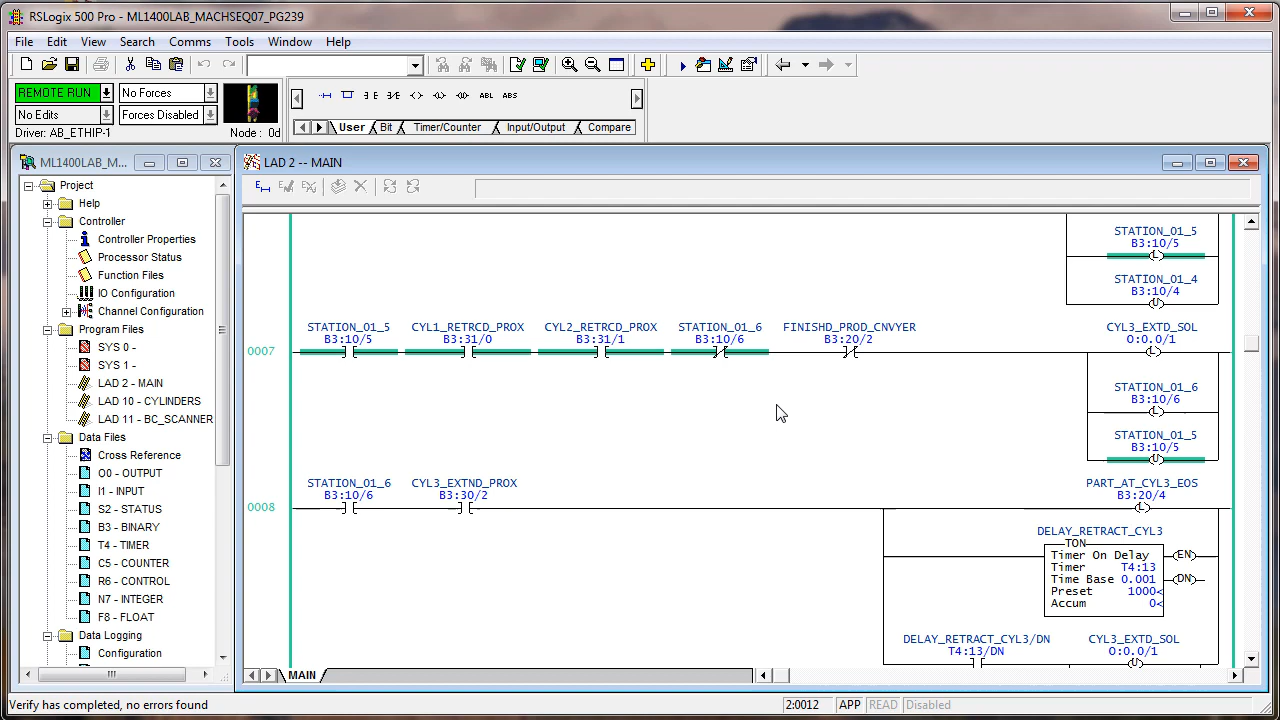 RSLogix 500 Pro - ML1400LAB_MACHSEQ07_PG239
File Edit View Search Comms Tools Window Help
REMOTE RUN No Forces
No Edits Forces Disabled
Driver: AB_ETHIP-1 Node : 0d
ABL ABS
User Bit Timer/Counter Input/Output Compare
ML1400LAB_M...
Project
Help
Controller
Controller Properties
Processor Status
Function Files
IO Configuration
Channel Configuration
Program Files
SYS 0 -
SYS 1 -
LAD 2 - MAIN
LAD 10 - CYLINDERS
LAD 11 - BC_SCANNER
Data Files
Cross Reference
O0 - OUTPUT
I1 - INPUT
S2 - STATUS
B3 - BINARY
T4 - TIMER
C5 - COUNTER
R6 - CONTROL
N7 - INTEGER
F8 - FLOAT
Data Logging
Configuration
LAD 2 -- MAIN
STATION_01_5
B3:10/5
L
STATION_01_4
B3:10/4
U
STATION_01_5 CYL1_RETRCD_PROX CYL2_RETRCD_PROX STATION_01_6 FINISHD_PROD_CNVYER CYL3_EXTD_SOL
B3:10/5 B3:31/0 B3:31/1 B3:10/6 B3:20/2 O:0.0/1
0007 L
STATION_01_6
B3:10/6
L
STATION_01_5
B3:10/5
U
STATION_01_6 CYL3_EXTND_PROX PART_AT_CYL3_EOS
B3:10/6 B3:30/2 B3:20/4
0008 L
DELAY_RETRACT_CYL3
TON
Timer On Delay EN
Timer T4:13
Time Base 0.001 DN
Preset 1000<
Accum 0<
DELAY_RETRACT_CYL3/DN CYL3_EXTD_SOL
T4:13/DN O:0.0/1
U
MAIN
Verify has completed, no errors found 2:0012 APP READ Disabled